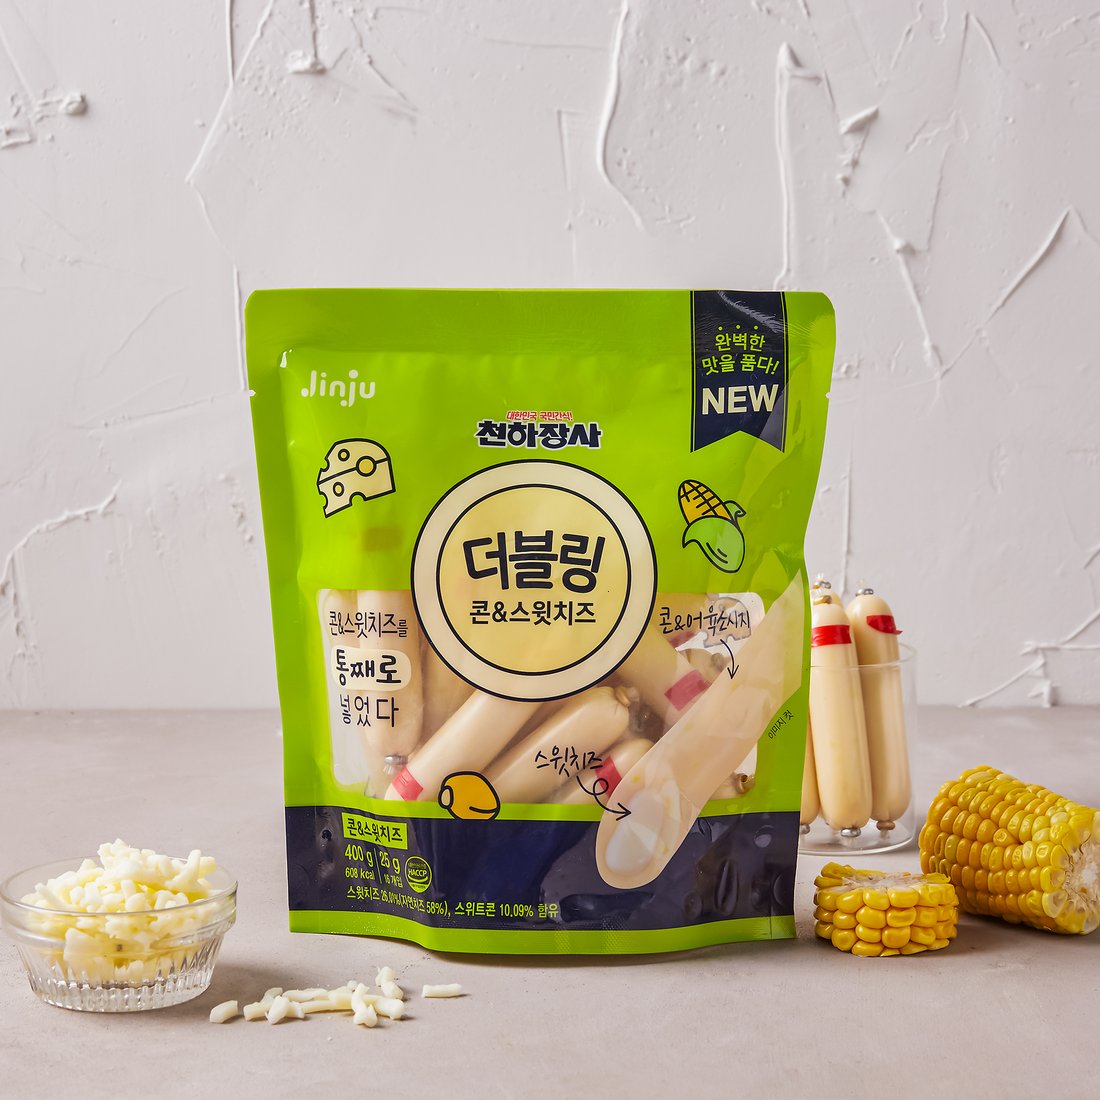 Jinju
완벽한
맛을 품다!
NEW
대한민국 국민간식!
천하장사
더블링
콘&스윗치즈
콘&스윗치즈를
통째로
넣었다
콘&어육소시지
스윗치즈
이미지 컷
콘&스윗치즈
400 g 25 g
608 kcal 16개입
HACCP
스윗치즈 26.01%(자연치즈 58%), 스위트콘 10.09% 함유